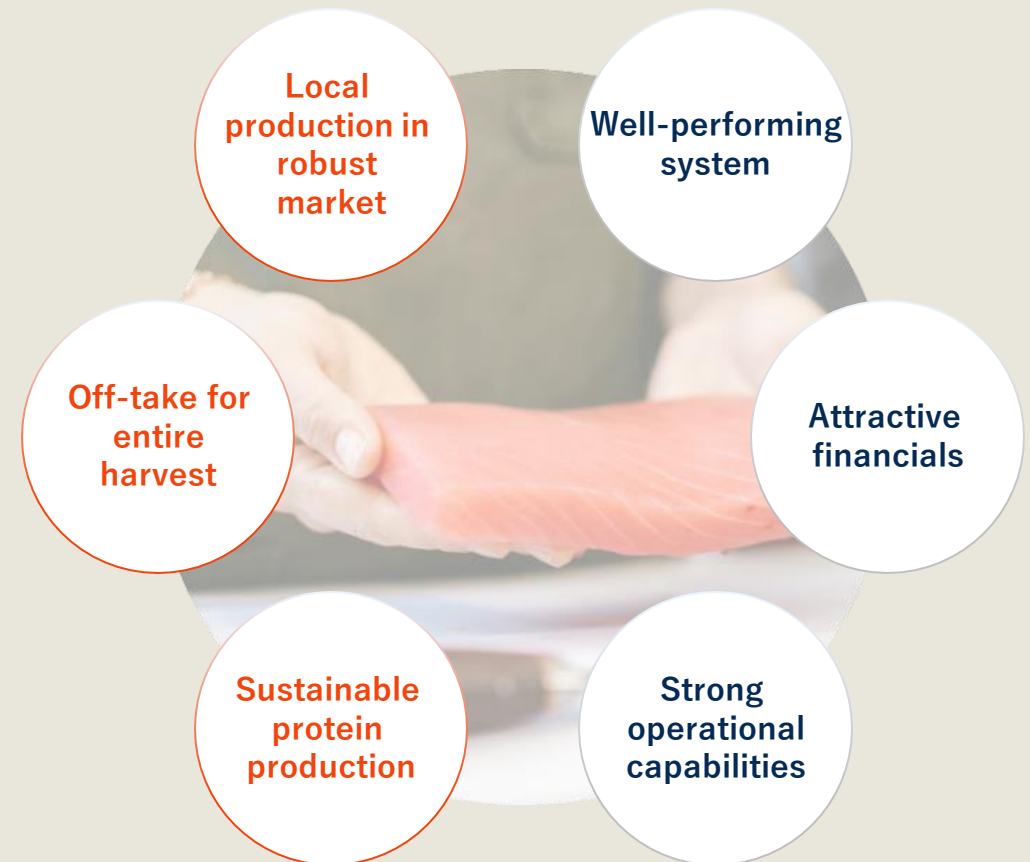 Local
production in
robust
market
Well-performing
system
Off-take for
entire
harvest
Attractive
financials
Sustainable
protein
production
Strong
operational
capabilities